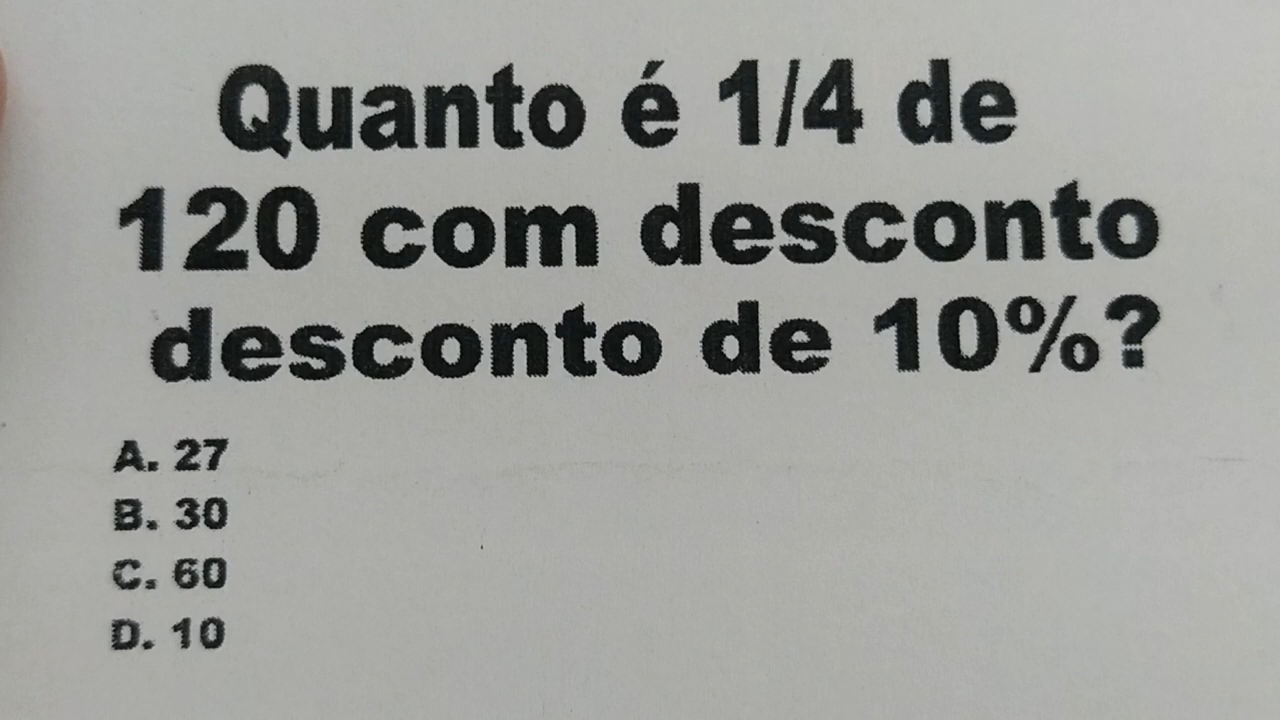 Quanto é 1/4 de
120 com desconto
desconto de 10%?
A. 27
B. 30
C. 60
D. 10